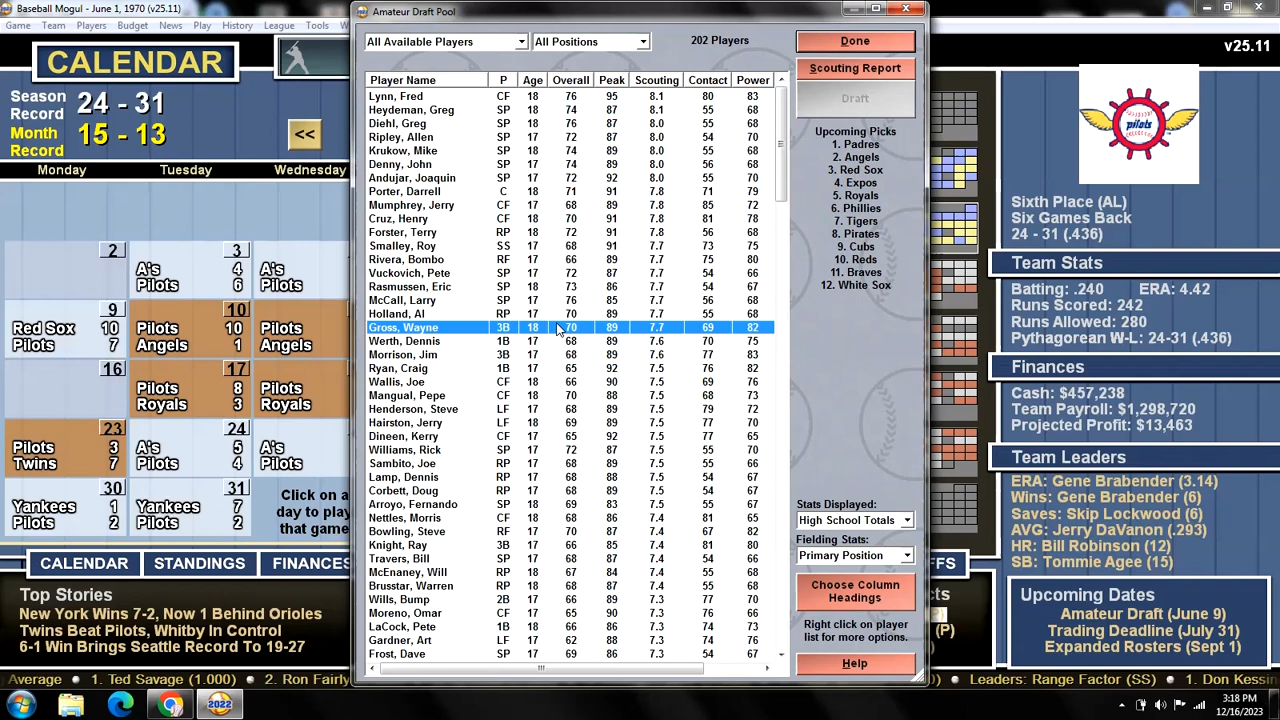 Baseball Mogul - June 1, 1970 (v25.11)
Game Team Players Budget News Play History League Tools
CALENDAR
Season Record 24 - 31
Month Record 15 - 13
<<
Monday Tuesday Wednesday
2 3
A's 4 A's
Pilots 6 Pilots
9 10
Red Sox 10 Pilots 10 Pilots
Pilots 7 Angels 1 Angels
16 17
Pilots 8 Pilots
Royals 3 Royals
23 24
Pilots 3 A's 5 A's
Twins 7 Pilots 4 Pilots
30 31
Yankees 1 Yankees 7
Pilots 2 Pilots 2
Click on a
day to play
that game
CALENDAR STANDINGS FINANCES
Top Stories
New York Wins 7-2, Now 1 Behind Orioles
Twins Beat Pilots, Whitby In Control
6-1 Win Brings Seattle Record To 19-27
Average • 1. Ted Savage (1.000) • 2. Ron Fairly
Amateur Draft Pool
All Available Players All Positions 202 Players
Player Name P Age Overall Peak Scouting Contact Power
Lynn, Fred CF 18 76 95 8.1 80 83
Heydeman, Greg SP 18 74 87 8.1 55 68
Diehl, Greg SP 18 76 87 8.0 55 68
Ripley, Allen SP 17 72 91 8.0 54 70
Krukow, Mike SP 18 74 89 8.0 55 68
Denny, John SP 17 74 89 8.0 56 68
Andujar, Joaquin SP 17 72 92 8.0 55 70
Porter, Darrell C 18 71 91 7.8 71 79
Mumphrey, Jerry CF 17 68 89 7.8 85 72
Cruz, Henry CF 18 70 91 7.8 81 78
Forster, Terry RP 18 72 91 7.7 56 68
Smalley, Roy SS 17 68 91 7.7 73 75
Rivera, Bombo RF 17 66 89 7.7 75 80
Vuckovich, Pete SP 17 72 87 7.7 54 66
Rasmussen, Eric SP 18 73 86 7.7 54 67
McCall, Larry SP 17 76 85 7.7 56 68
Holland, Al RP 17 70 89 7.7 55 68
Gross, Wayne 3B 18 70 89 7.7 69 82
Werth, Dennis 1B 17 68 89 7.6 70 75
Morrison, Jim 3B 17 68 89 7.6 77 83
Ryan, Craig 1B 17 65 92 7.5 76 82
Wallis, Joe CF 18 66 90 7.5 69 76
Mangual, Pepe CF 18 70 88 7.5 68 73
Henderson, Steve LF 17 68 89 7.5 79 72
Hairston, Jerry LF 18 69 89 7.5 77 70
Dineen, Kerry CF 17 65 92 7.5 77 65
Williams, Rick SP 17 72 87 7.5 55 70
Sambito, Joe RP 17 68 89 7.5 55 66
Lamp, Dennis RP 17 68 89 7.5 54 67
Corbett, Doug RP 17 68 89 7.5 54 67
Arroyo, Fernando SP 18 69 88 7.5 55 67
Nettles, Morris CF 18 68 86 7.4 81 65
Bowling, Steve RF 17 70 87 7.4 67 82
Knight, Ray 3B 17 66 85 7.4 81 80
Travers, Bill SP 17 68 87 7.4 54 66
McEnaney, Will RP 18 67 84 7.4 55 68
Brusstar, Warren RP 18 68 87 7.4 55 68
Wills, Bump 2B 17 66 89 7.3 77 70
Moreno, Omar CF 17 65 90 7.3 76 66
LaCock, Pete 1B 18 66 86 7.3 74 73
Gardner, Art LF 17 62 88 7.3 74 76
Frost, Dave SP 17 69 86 7.3 54 67
Done
Scouting Report
Draft
Upcoming Picks
1. Padres
2. Angels
3. Red Sox
4. Expos
5. Royals
6. Phillies
7. Tigers
8. Pirates
9. Cubs
10. Reds
11. Braves
12. White Sox
Stats Displayed:
High School Totals
Fielding Stats:
Primary Position
Choose Column
Headings
Right click on player
list for more options.
Help
v25.11
pilots
Sixth Place (AL)
Six Games Back
24 - 31 (.436)
Team Stats
Batting: .240 ERA: 4.42
Runs Scored: 242
Runs Allowed: 280
Pythagorean W-L: 24-31 (.436)
Finances
Cash: $457,238
Team Payroll: $1,298,720
Projected Profit: $13,463
Team Leaders
ERA: Gene Brabender (3.14)
Wins: Gene Brabender (6)
Saves: Skip Lockwood (6)
AVG: Jerry DaVanon (.293)
HR: Bill Robinson (12)
SB: Tommie Agee (15)
Upcoming Dates
Amateur Draft (June 9)
Trading Deadline (July 31)
Expanded Rosters (Sept 1)
Leaders: Range Factor (SS) • 1. Don Kessin
2022
3:18 PM
12/16/2023